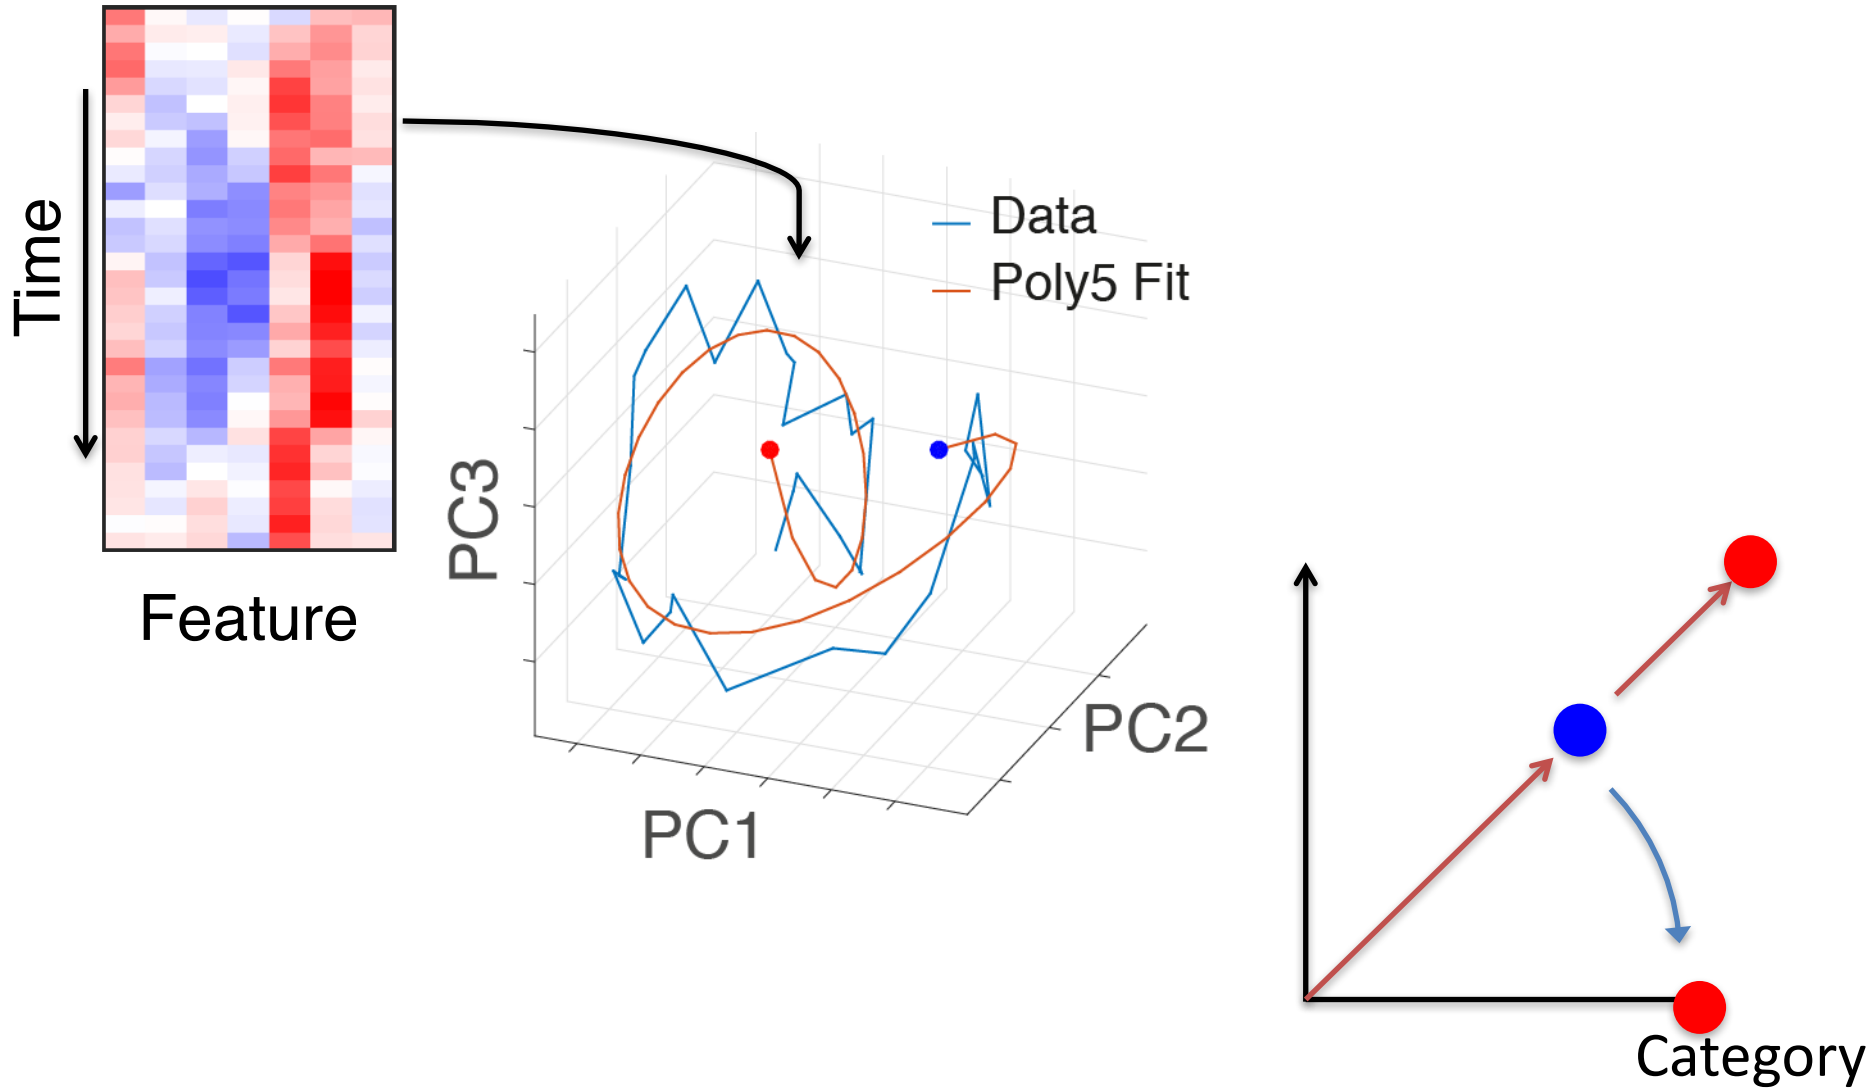 Time
Feature
Data
Poly5 Fit
PC3
PC2
PC1
Category